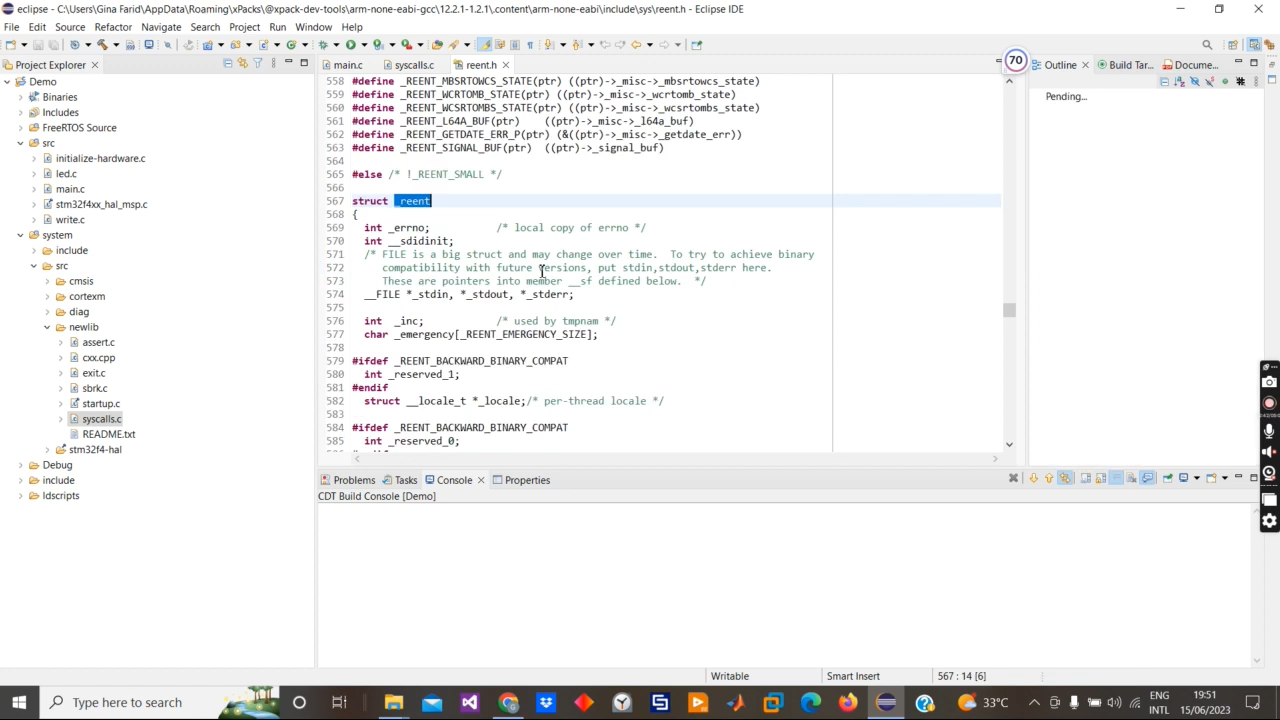 eclipse - C:\Users\Gina Farid\AppData\Roaming\xPacks\@xpack-dev-tools\arm-none-eabi-gcc\12.2.1-1.2.1\.content\arm-none-eabi\include\sys\reent.h - Eclipse IDE
File Edit Source Refactor Navigate Search Project Run Window Help
Project Explorer
Demo
Binaries
Includes
FreeRTOS Source
src
initialize-hardware.c
led.c
main.c
stm32f4xx_hal_msp.c
write.c
system
include
src
cmsis
cortexm
diag
newlib
assert.c
cxx.cpp
exit.c
sbrk.c
startup.c
syscalls.c
README.txt
stm32f4-hal
Debug
include
ldscripts
main.c syscalls.c reent.h
558 #define _REENT_MBSRTOWCS_STATE(ptr) ((ptr)->_misc->_mbsrtowcs_state)
559 #define _REENT_WCRTOMB_STATE(ptr) ((ptr)->_misc->_wcrtomb_state)
560 #define _REENT_WCSRTOMBS_STATE(ptr) ((ptr)->_misc->_wcsrtombs_state)
561 #define _REENT_L64A_BUF(ptr) ((ptr)->_misc->_l64a_buf)
562 #define _REENT_GETDATE_ERR_P(ptr) (&((ptr)->_misc->_getdate_err))
563 #define _REENT_SIGNAL_BUF(ptr) ((ptr)->_signal_buf)
564
565 #else /* !_REENT_SMALL */
566
567 struct _reent
568 {
569 int _errno; /* local copy of errno */
570 int __sdidinit;
571 /* FILE is a big struct and may change over time. To try to achieve binary
572 compatibility with future versions, put stdin,stdout,stderr here.
573 These are pointers into member __sf defined below. */
574 __FILE *_stdin, *_stdout, *_stderr;
575
576 int _inc; /* used by tmpnam */
577 char _emergency[_REENT_EMERGENCY_SIZE];
578
579 #ifdef _REENT_BACKWARD_BINARY_COMPAT
580 int _reserved_1;
581 #endif
582 struct __locale_t *_locale;/* per-thread locale */
583
584 #ifdef _REENT_BACKWARD_BINARY_COMPAT
585 int _reserved_0;
70
Outline Build Tar... Docume...
Pending...
Problems Tasks Console Properties
CDT Build Console [Demo]
Writable Smart Insert 567 : 14 [6]
Type here to search
33°C
ENG
INTL
19:51
15/06/2023